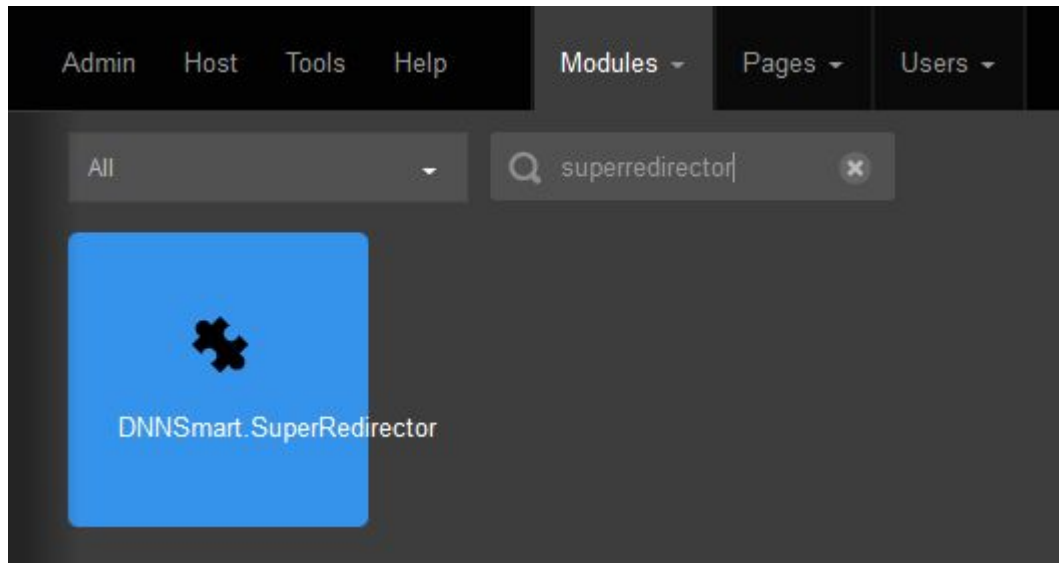 Admin Host Tools Help Modules Pages Users
All superredirector
DNNSmart.SuperRedirector